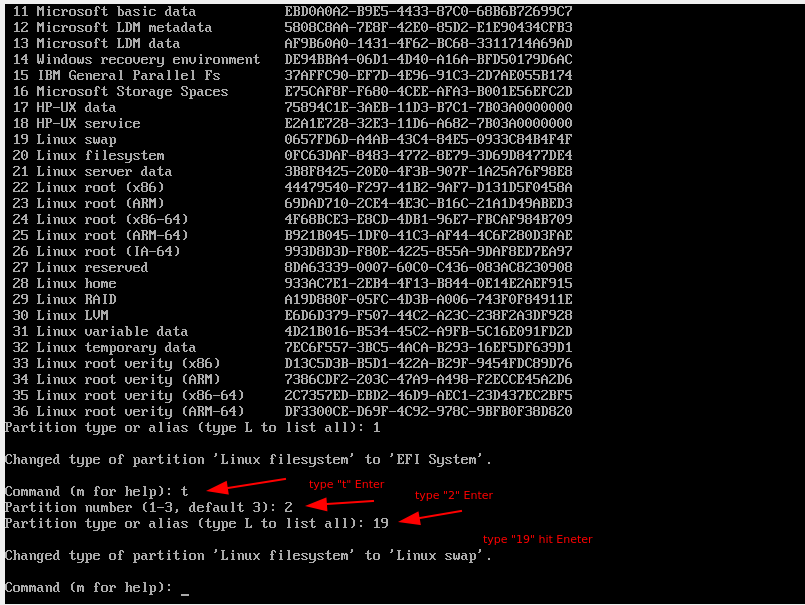 11 Microsoft basic data EBD0A0A2-B9E5-4433-87C0-68B6B72699C7
12 Microsoft LDM metadata 5808C8AA-7E8F-42E0-85D2-E1E90434CFB3
13 Microsoft LDM data AF9B60A0-1431-4F62-BC68-3311714A69AD
14 Windows recovery environment DE94BBA4-06D1-4D40-A16A-BFD50179D6AC
15 IBM General Parallel Fs 37AFFC90-EF7D-4E96-91C3-2D7AE055B174
16 Microsoft Storage Spaces E75CAF8F-F680-4CEE-AFA3-B001E56EFC2D
17 HP-UX data 75894C1E-3AEB-11D3-B7C1-7B03A0000000
18 HP-UX service E2A1E728-32E3-11D6-A682-7B03A0000000
19 Linux swap 0657FD6D-A4AB-43C4-84E5-0933C84B4F4F
20 Linux filesystem 0FC63DAF-8483-4772-8E79-3D69D8477DE4
21 Linux server data 3B8F8425-20E0-4F3B-907F-1A25A76F98E8
22 Linux root (x86) 44479540-F297-41B2-9AF7-D131D5F0458A
23 Linux root (ARM) 69DAD710-2CE4-4E3C-B16C-21A1D49ABED3
24 Linux root (x86-64) 4F68BCE3-E8CD-4DB1-96E7-FBCAF984B709
25 Linux root (ARM-64) B921B045-1DF0-41C3-AF44-4C6F280D3FAE
26 Linux root (IA-64) 993D8D3D-F80E-4225-855A-9DAF8ED7EA97
27 Linux reserved 8DA63339-0007-60C0-C436-083AC8230908
28 Linux home 933AC7E1-2EB4-4F13-B844-0E14E2AEF915
29 Linux RAID A19D880F-05FC-4D3B-A006-743F0F84911E
30 Linux LVM E6D6D379-F507-44C2-A23C-238F2A3DF928
31 Linux variable data 4D21B016-B534-45C2-A9FB-5C16E091FD2D
32 Linux temporary data 7EC6F557-3BC5-4ACA-B293-16EF5DF639D1
33 Linux root verity (x86) D13C5D3B-B5D1-422A-B29F-9454FDC89D76
34 Linux root verity (ARM) 7386CDF2-203C-47A9-A498-F2ECCE45A2D6
35 Linux root verity (x86-64) 2C7357ED-EBD2-46D9-AEC1-23D437EC2BF5
36 Linux root verity (ARM-64) DF3300CE-D69F-4C92-978C-9BFB0F38D820
Partition type or alias (type L to list all): 1
Changed type of partition 'Linux filesystem' to 'EFI System'.
Command (m for help): t type "t" Enter
Partition number (1-3, default 3): 2 type "2" Enter
Partition type or alias (type L to list all): 19
type "19" hit Eneter
Changed type of partition 'Linux filesystem' to 'Linux swap'.
Command (m for help): _